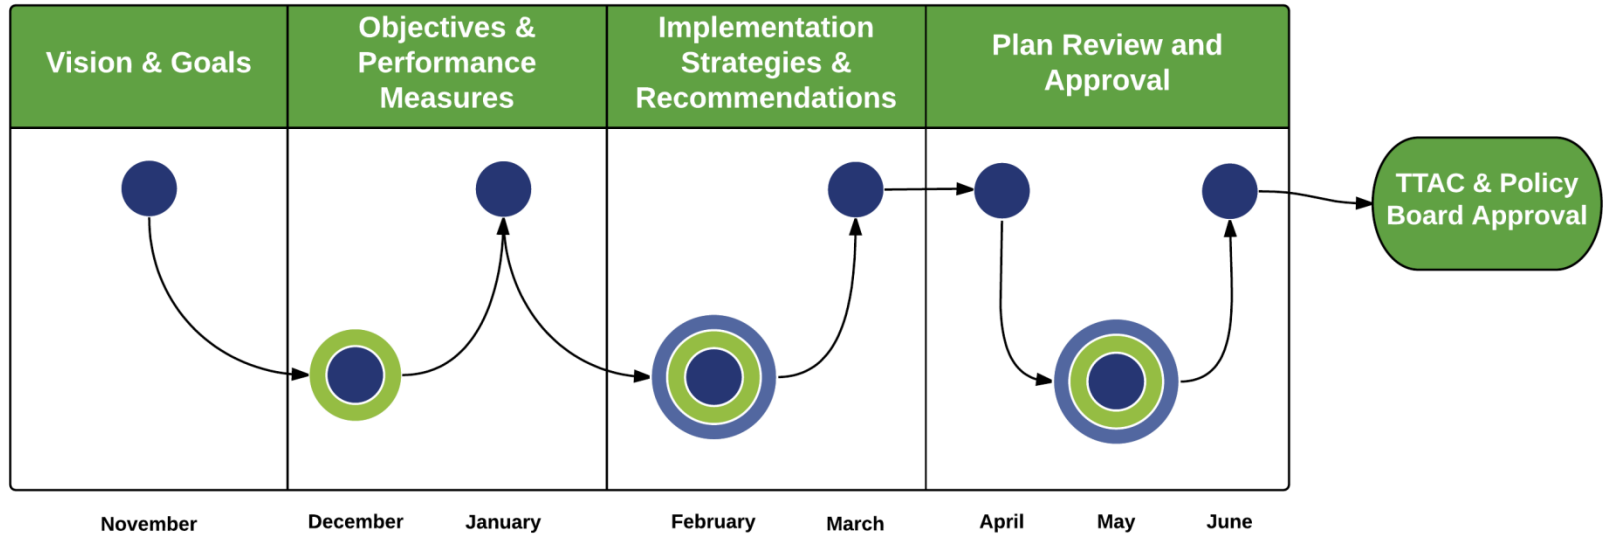 Vision & Goals
Objectives &
Performance
Measures
Implementation
Strategies &
Recommendations
Plan Review and
Approval
TTAC & Policy
Board Approval
November
December
January
February
March
April
May
June